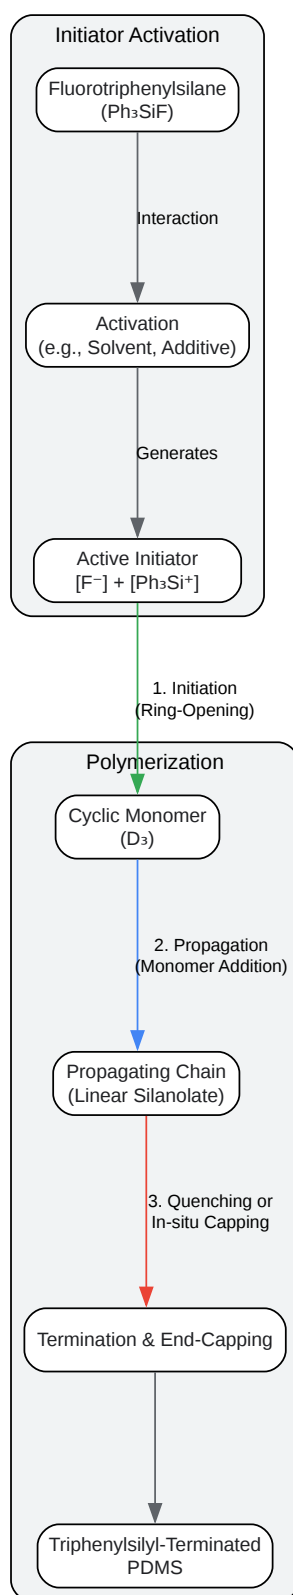 Initiator Activation
Fluorotriphenylsilane
(Ph₃SiF)
Interaction
Activation
(e.g., Solvent, Additive)
Generates
Active Initiator
[F⁻] + [Ph₃Si⁺]
1. Initiation
(Ring-Opening)
Polymerization
Cyclic Monomer
(D₃)
2. Propagation
(Monomer Addition)
Propagating Chain
(Linear Silanolate)
3. Quenching or
In-situ Capping
Termination & End-Capping
Triphenylsilyl-Terminated
PDMS